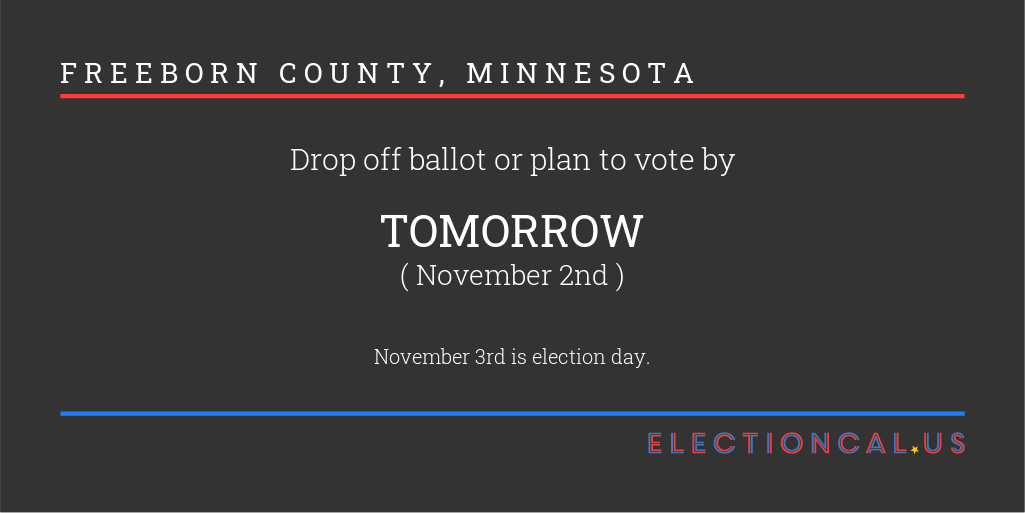 FREEBORN COUNTY, MINNESOTA
Drop off ballot or plan to vote by
TOMORROW
( November 2nd )
November 3rd is election day.
ELECTIONCAL.US